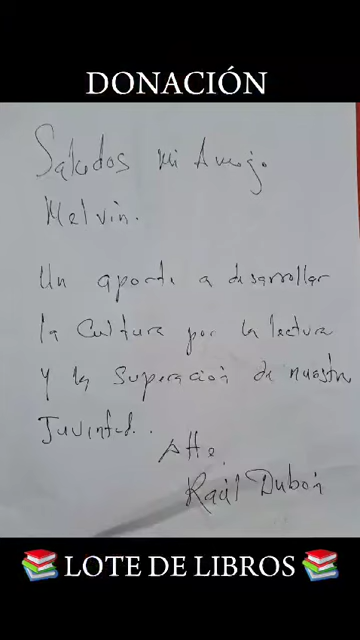 DONACIÓN
Saludos mi Amigo
Melvin.
Un aporte a desarrollar
la Cultura por la lectura
y la Superación de nuestra
Juventud..
Atte.
Raúl Dubón
📚 LOTE DE LIBROS 📚